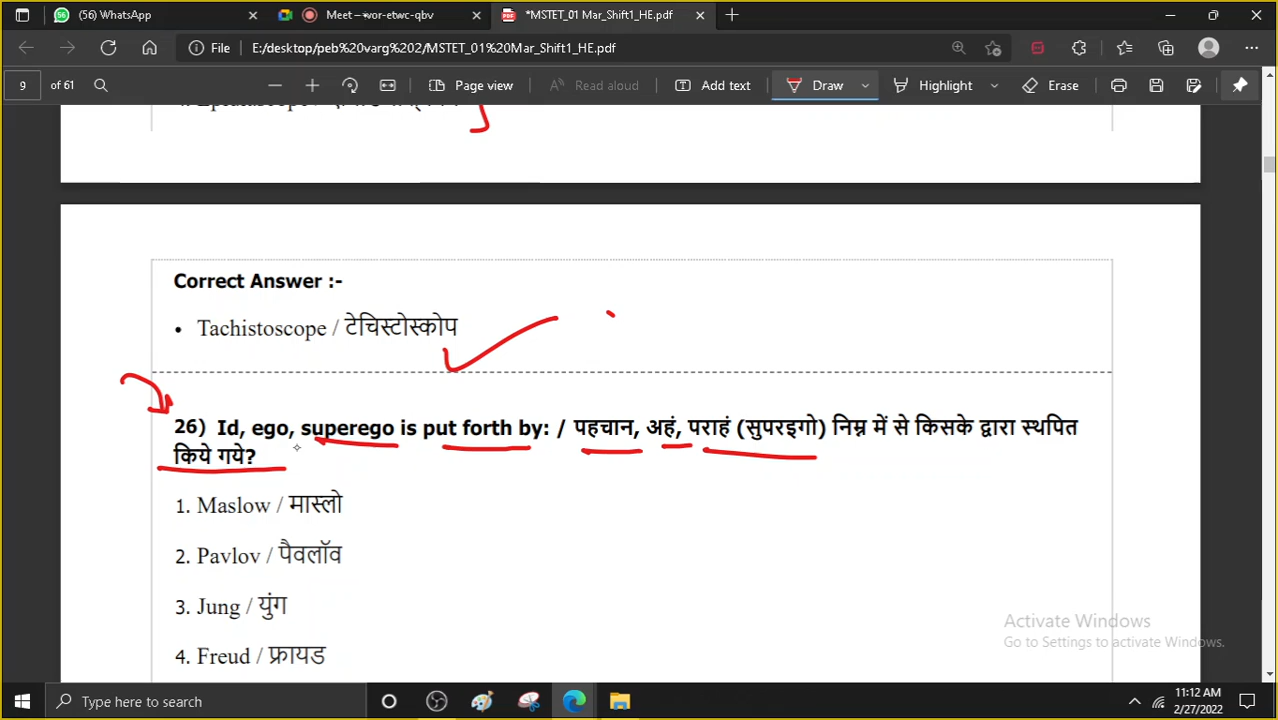 (56) WhatsApp
Meet – wor-etwc-qbv
*MSTET_01 Mar_Shift1_HE.pdf
File
E:/desktop/peb%20varg%202/MSTET_01%20Mar_Shift1_HE.pdf
9 of 61
Page view
Read aloud
Add text
Draw
Highlight
Erase
Correct Answer :-
• Tachistoscope / टेचिस्टोस्कोप
26) Id, ego, superego is put forth by: / पहचान, अहं, पराहं (सुपरइगो) निम्न में से किसके द्वारा स्थपित
किये गये?
1. Maslow / मास्लो
2. Pavlov / पैवलॉव
3. Jung / युंग
4. Freud / फ्रायड
Activate Windows
Go to Settings to activate Windows.
Type here to search
11:12 AM
2/27/2022